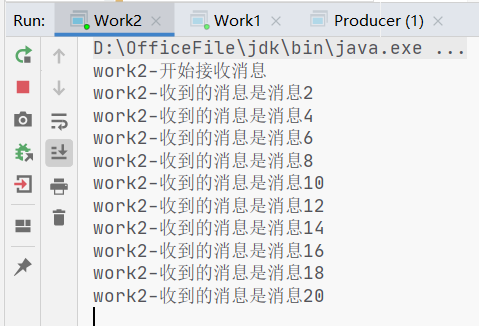 Run: Work2 Work1 Producer (1)
D:\OfficeFile\jdk\bin\java.exe ...
work2-开始接收消息
work2-收到的消息是消息2
work2-收到的消息是消息4
work2-收到的消息是消息6
work2-收到的消息是消息8
work2-收到的消息是消息10
work2-收到的消息是消息12
work2-收到的消息是消息14
work2-收到的消息是消息16
work2-收到的消息是消息18
work2-收到的消息是消息20